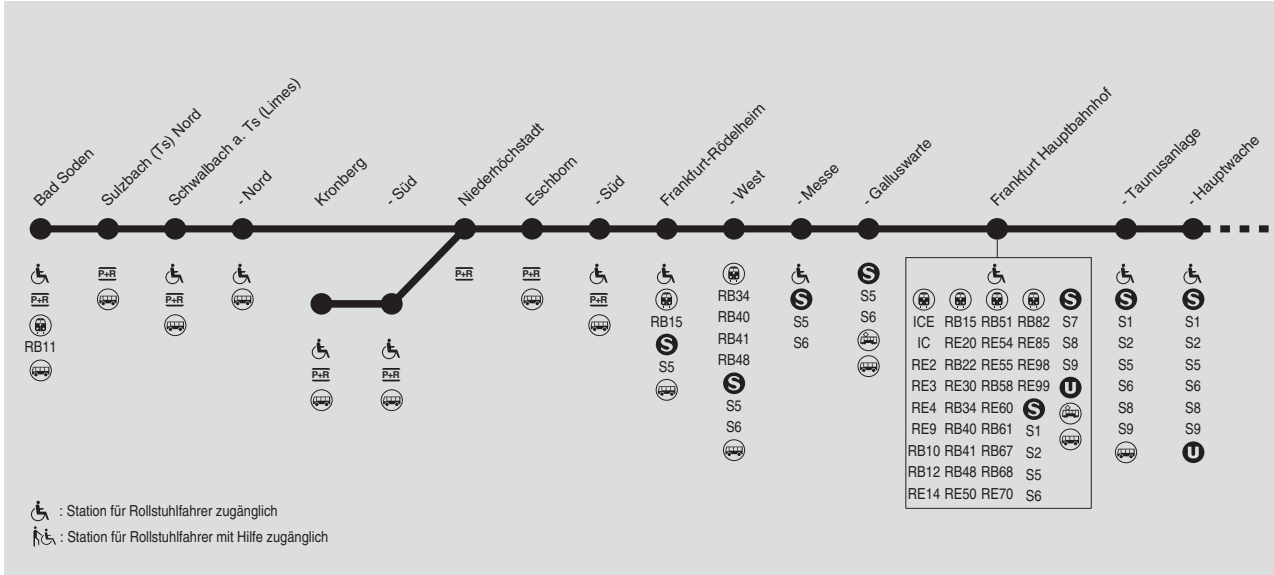 Bad Soden
Sulzbach (Ts) Nord
Schwalbach a. Ts (Limes)
- Nord
Kronberg
- Süd
Niederhöchstadt
Eschborn
- Süd
Frankfurt-Rödelheim
- West
- Messe
- Galluswarte
Frankfurt Hauptbahnhof
- Taunusanlage
- Hauptwache
P+R
RB11
P+R
P+R
P+R
P+R
P+R
P+R
P+R
RB15
S
S5
RB34
RB40
RB41
RB48
S
S5
S6
S
S5
S6
S
S5
S6
ICE
IC
RE2
RE3
RE4
RE9
RB10
RB12
RE14
RB15
RE20
RB22
RE30
RB34
RB40
RB41
RB48
RE50
RB51
RE54
RE55
RB58
RE60
RB61
RB67
RB68
RE70
RB82
RE85
RE98
RE99
S
S1
S2
S5
S6
S
S7
S8
S9
U
S
S1
S2
S5
S6
S8
S9
S
S1
S2
S5
S6
S8
S9
U
: Station für Rollstuhlfahrer zugänglich
: Station für Rollstuhlfahrer mit Hilfe zugänglich